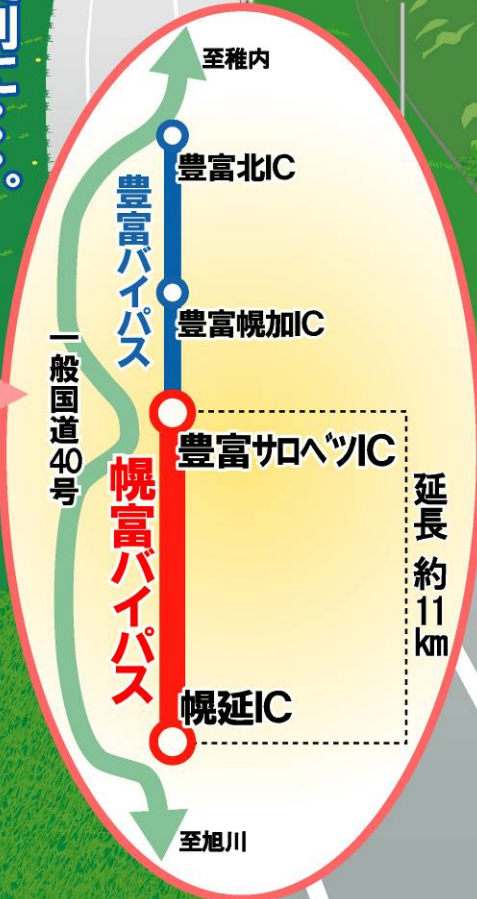 至稚内
豊富北IC
豊富バイパス
豊富幌加IC
一般国道40号
豊富サロベツIC
幌富バイパス
延長 約11km
幌延IC
至旭川